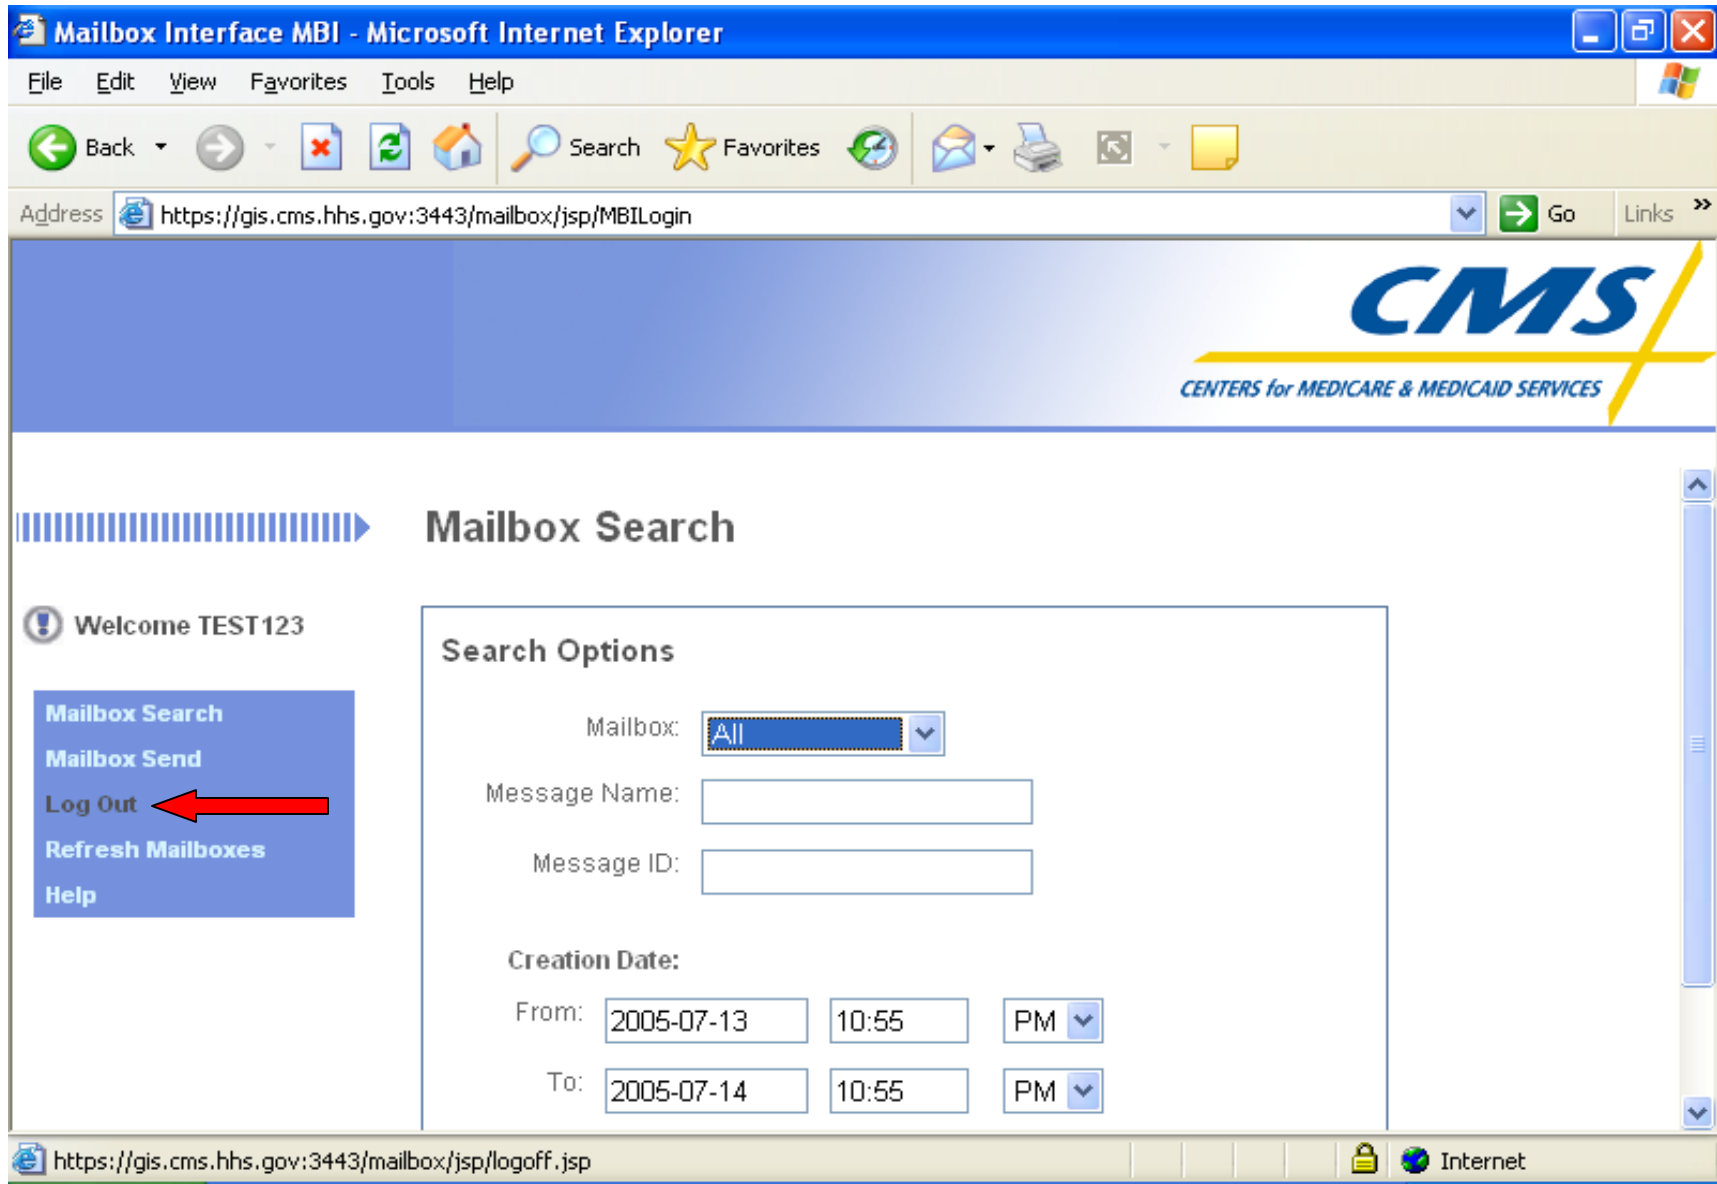 Mailbox Interface MBI - Microsoft Internet Explorer
File Edit View Favorites Tools Help
Back Search Favorites
Address https://gis.cms.hhs.gov:3443/mailbox/jsp/MBILogin Go Links »
CMS
CENTERS for MEDICARE & MEDICAID SERVICES
Mailbox Search
Welcome TEST123
Mailbox Search
Mailbox Send
Log Out
Refresh Mailboxes
Help
Search Options
Mailbox: All
Message Name:
Message ID:
Creation Date:
From: 2005-07-13 10:55 PM
To: 2005-07-14 10:55 PM
https://gis.cms.hhs.gov:3443/mailbox/jsp/logoff.jsp Internet